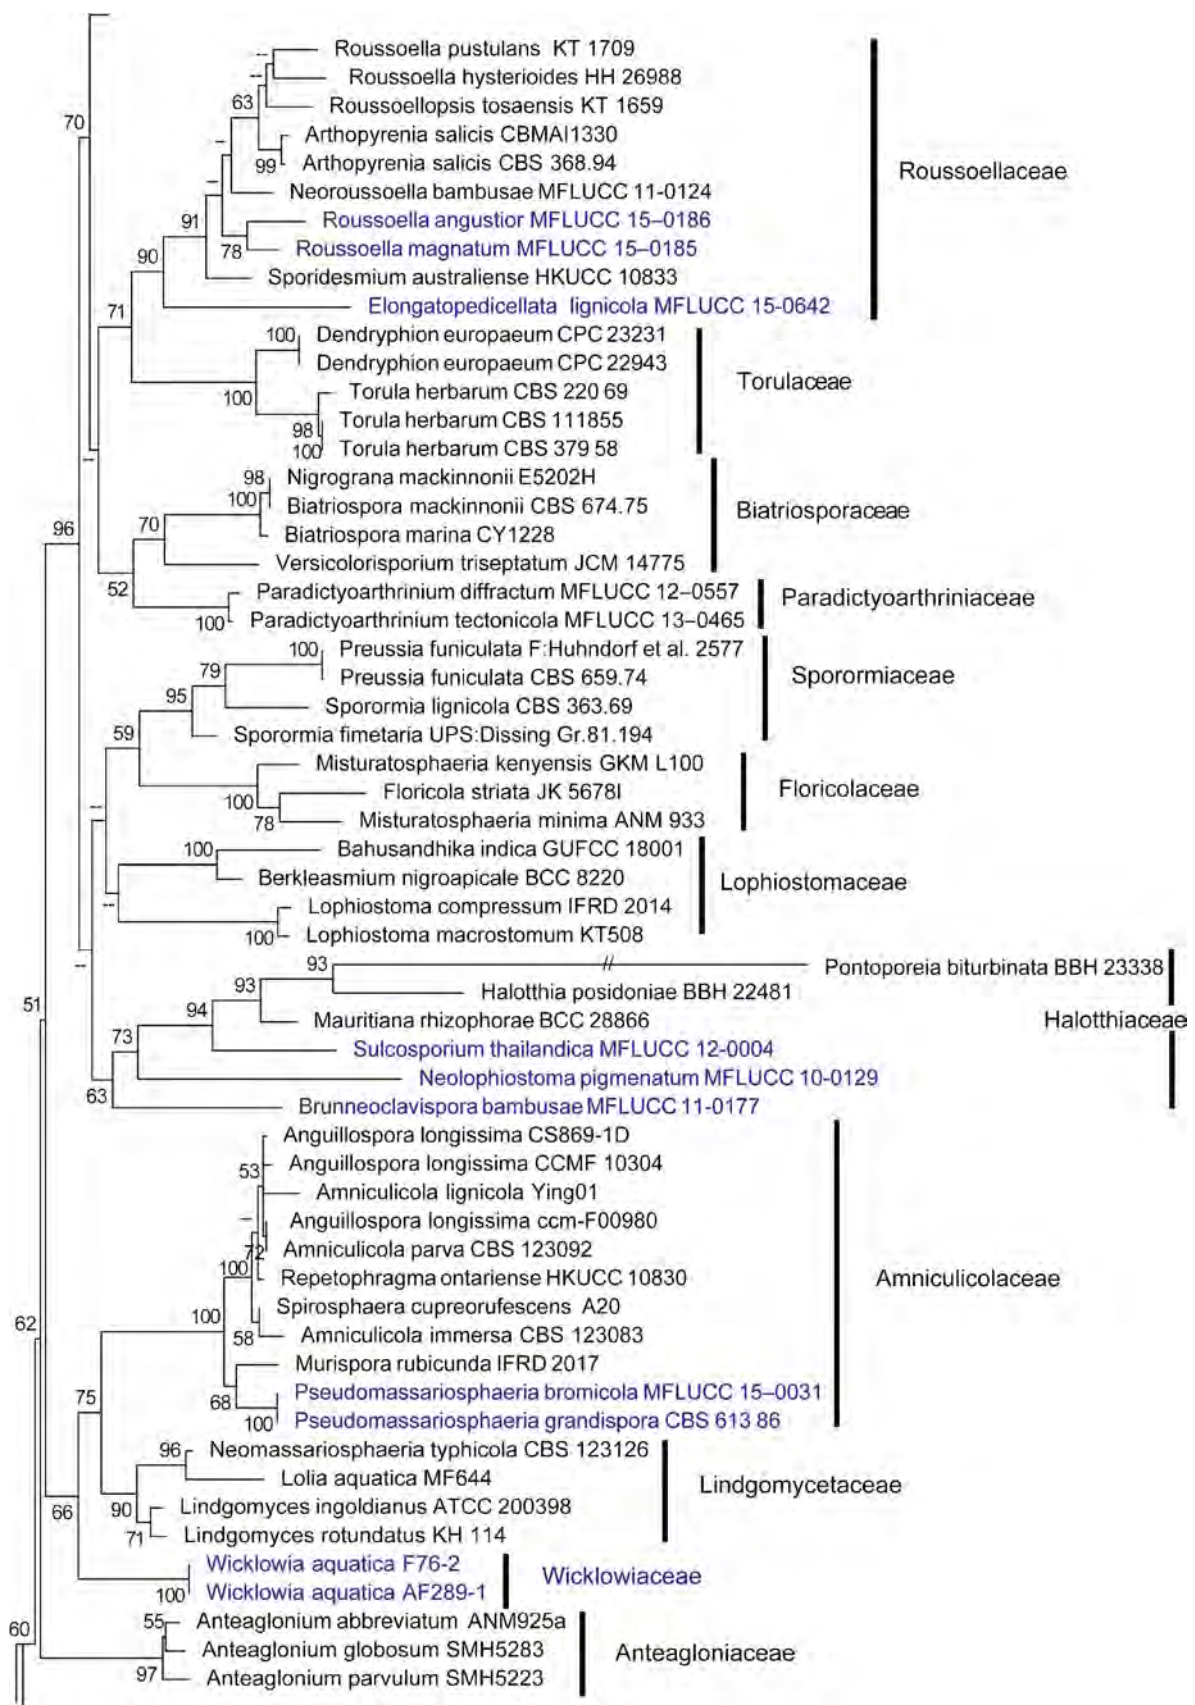 Roussoella pustulans KT 1709
--
Roussoella hysterioides HH 26988
--
Roussoellopsis tosaensis KT 1659
63
70
Arthopyrenia salicis CBMAI1330
--
Arthopyrenia salicis CBS 368.94
99
Roussoellaceae
Neoroussoella bambusae MFLUCC 11-0124
--
Roussoella angustior MFLUCC 15–0186
91
Roussoella magnatum MFLUCC 15–0185
78
90
Sporidesmium australiense HKUCC 10833
Elongatopedicellata lignicola MFLUCC 15-0642
71
Dendryphion europaeum CPC 23231
100
Dendryphion europaeum CPC 22943
Torulaceae
Torula herbarum CBS 220 69
100
Torula herbarum CBS 111855
98
Torula herbarum CBS 379 58
100
--
Nigrograna mackinnonii E5202H
98
Biatriospora mackinnonii CBS 674.75
100
Biatriosporaceae
96
70
Biatriospora marina CY1228
Versicolorisporium triseptatum JCM 14775
52
Paradictyoarthrinium diffractum MFLUCC 12–0557
Paradictyoarthriniaceae
Paradictyoarthrinium tectonicola MFLUCC 13–0465
100
Preussia funiculata F:Huhndorf et al. 2577
100
Preussia funiculata CBS 659.74
79
Sporormiaceae
95
Sporormia lignicola CBS 363.69
59
Sporormia fimetaria UPS:Dissing Gr.81.194
Misturatosphaeria kenyensis GKM L100
Floricola striata JK 5678I
Floricolaceae
100
--
Misturatosphaeria minima ANM 933
78
Bahusandhika indica GUFCC 18001
100
Berkleasmium nigroapicale BCC 8220
Lophiostomaceae
--
Lophiostoma compressum IFRD 2014
Lophiostoma macrostomum KT508
100
93
//
Pontoporeia biturbinata BBH 23338
--
93
Halotthia posidoniae BBH 22481
51
94
Mauritiana rhizophorae BCC 28866
Halotthiaceae
73
Sulcosporium thailandica MFLUCC 12-0004
Neolophiostoma pigmenatum MFLUCC 10-0129
63
Brunneoclavispora bambusae MFLUCC 11-0177
Anguillospora longissima CS869-1D
53
Anguillospora longissima CCMF 10304
Amniculicola lignicola Ying01
--
Anguillospora longissima ccm-F00980
72
Amniculicola parva CBS 123092
100
Repetophragma ontariense HKUCC 10830
Amniculicolaceae
100
Spirosphaera cupreorufescens A20
62
58
Amniculicola immersa CBS 123083
Murispora rubicunda IFRD 2017
75
Pseudomassariosphaeria bromicola MFLUCC 15–0031
68
Pseudomassariosphaeria grandispora CBS 613 86
100
Neomassariosphaeria typhicola CBS 123126
96
Lolia aquatica MF644
Lindgomycetaceae
66
90
Lindgomyces ingoldianus ATCC 200398
71
Lindgomyces rotundatus KH 114
Wicklowia aquatica F76-2
Wicklowiaceae
Wicklowia aquatica AF289-1
100
60
Anteaglonium abbreviatum ANM925a
55
Anteaglonium globosum SMH5283
Anteagloniaceae
97
Anteaglonium parvulum SMH5223